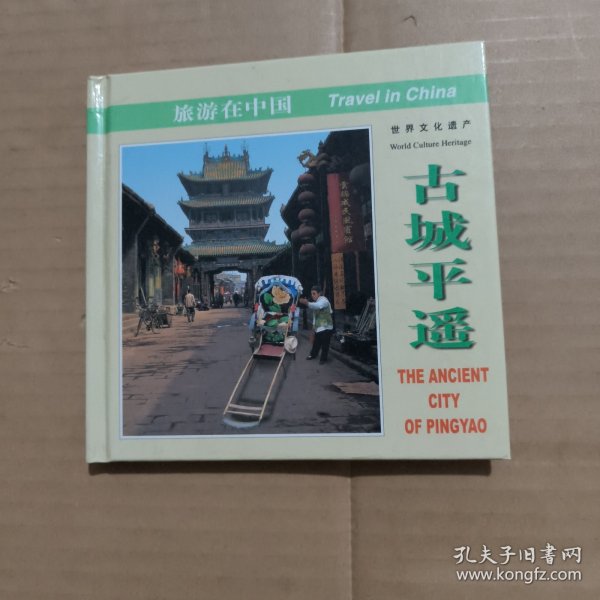 旅游在中国 Travel in China
世界文化遗产
World Culture Heritage
古城平遥
THE ANCIENT
CITY
OF PINGYAO
孔夫子旧书网
www.kongfz.com